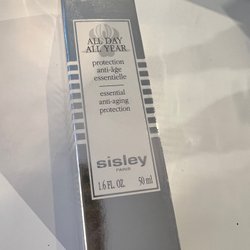 ALL DAY
ALL YEAR
protection
anti-âge
essentielle
essential
anti-aging
protection
sisley
PARIS
1.6 FL. OZ. 50 ml